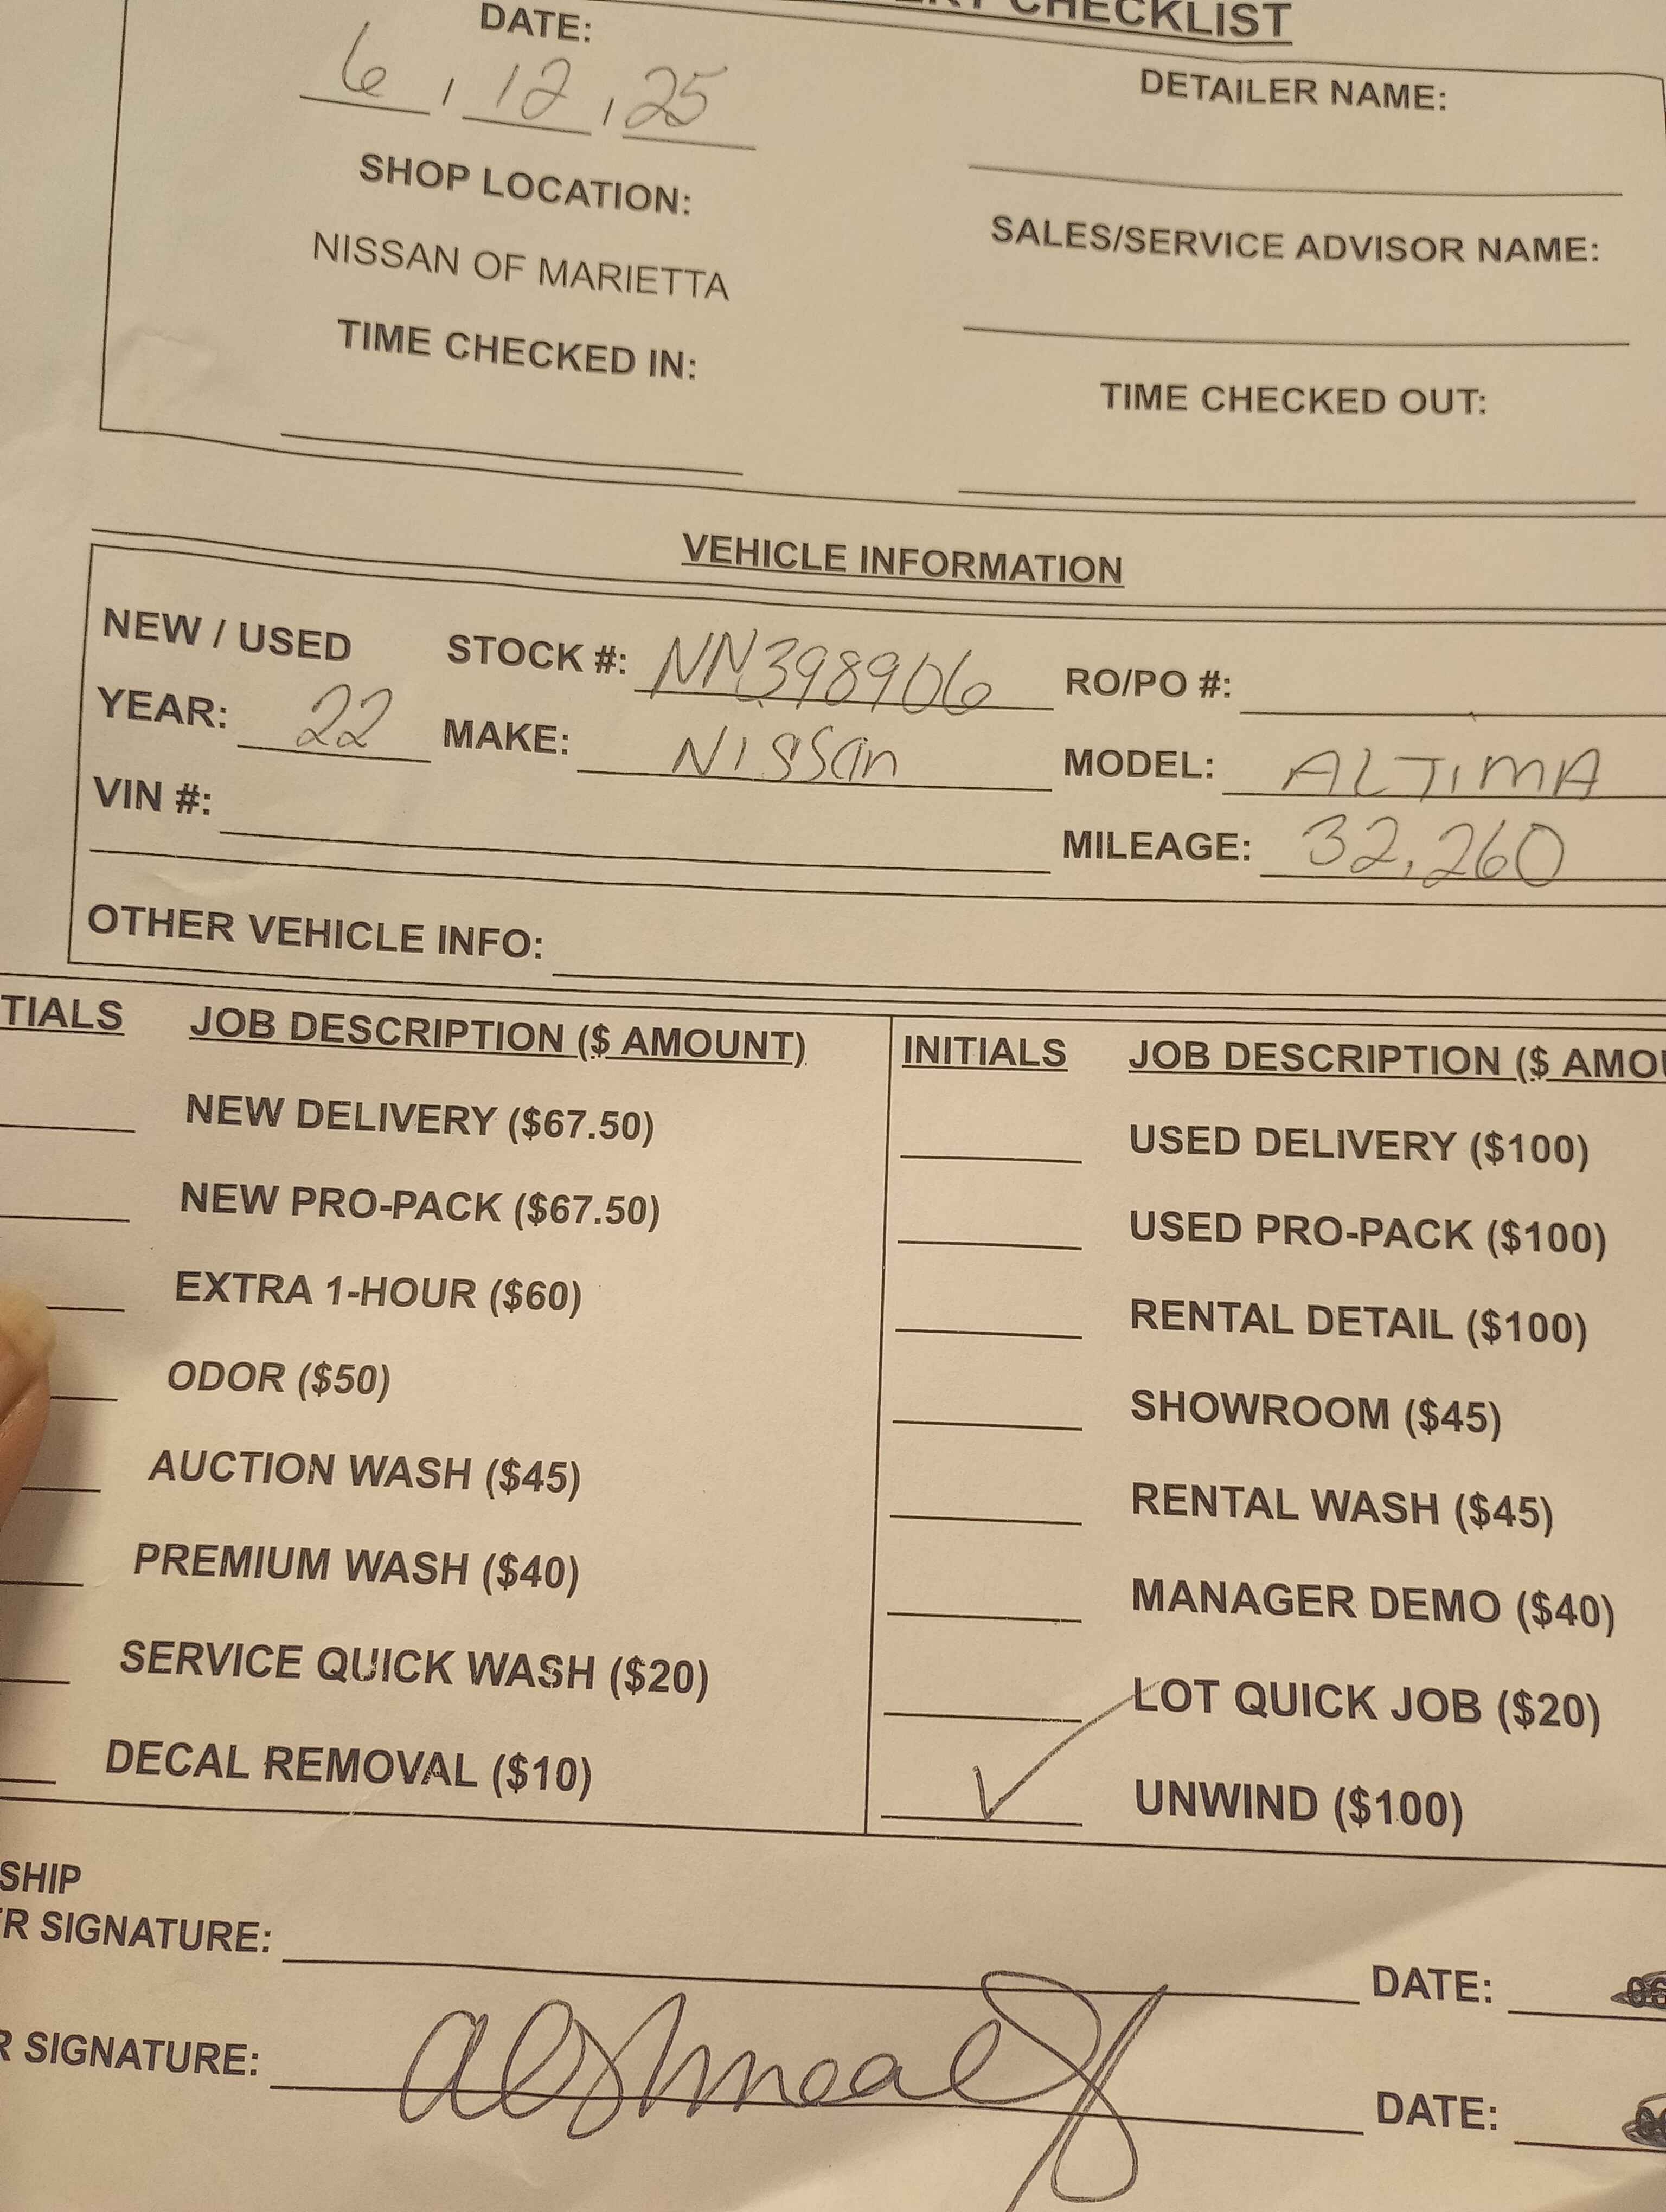 CHECKLIST
DATE:
6 / 12 / 25
DETAILER NAME:
SHOP LOCATION:
NISSAN OF MARIETTA
SALES/SERVICE ADVISOR NAME:
TIME CHECKED IN:
TIME CHECKED OUT:
VEHICLE INFORMATION
NEW / USED STOCK #: NN398906 RO/PO #:
YEAR: 22 MAKE: Nissan MODEL: ALTIMA
VIN #: MILEAGE: 32,260
OTHER VEHICLE INFO:
TIALS JOB DESCRIPTION ($ AMOUNT) INITIALS JOB DESCRIPTION ($ AMOU
NEW DELIVERY ($67.50) USED DELIVERY ($100)
NEW PRO-PACK ($67.50) USED PRO-PACK ($100)
EXTRA 1-HOUR ($60) RENTAL DETAIL ($100)
ODOR ($50) SHOWROOM ($45)
AUCTION WASH ($45) RENTAL WASH ($45)
PREMIUM WASH ($40) MANAGER DEMO ($40)
SERVICE QUICK WASH ($20) LOT QUICK JOB ($20)
DECAL REMOVAL ($10) ✓ UNWIND ($100)
SHIP
R SIGNATURE: DATE:
R SIGNATURE: DATE: